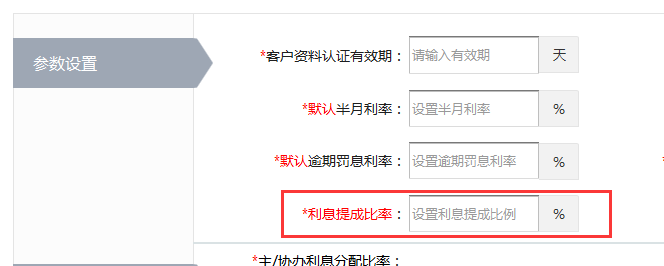 参数设置
*客户资料认证有效期： 请输入有效期 天
*默认半月利率： 设置半月利率 %
*默认逾期罚息利率： 设置逾期罚息利率 %
*利息提成比率： 设置利息提成比例 %
*主/协办利息分配比率：